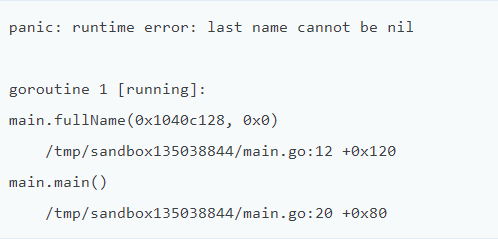 panic: runtime error: last name cannot be nil
goroutine 1 [running]:
main.fullName(0x1040c128, 0x0)
/tmp/sandbox135038844/main.go:12 +0x120
main.main()
/tmp/sandbox135038844/main.go:20 +0x80